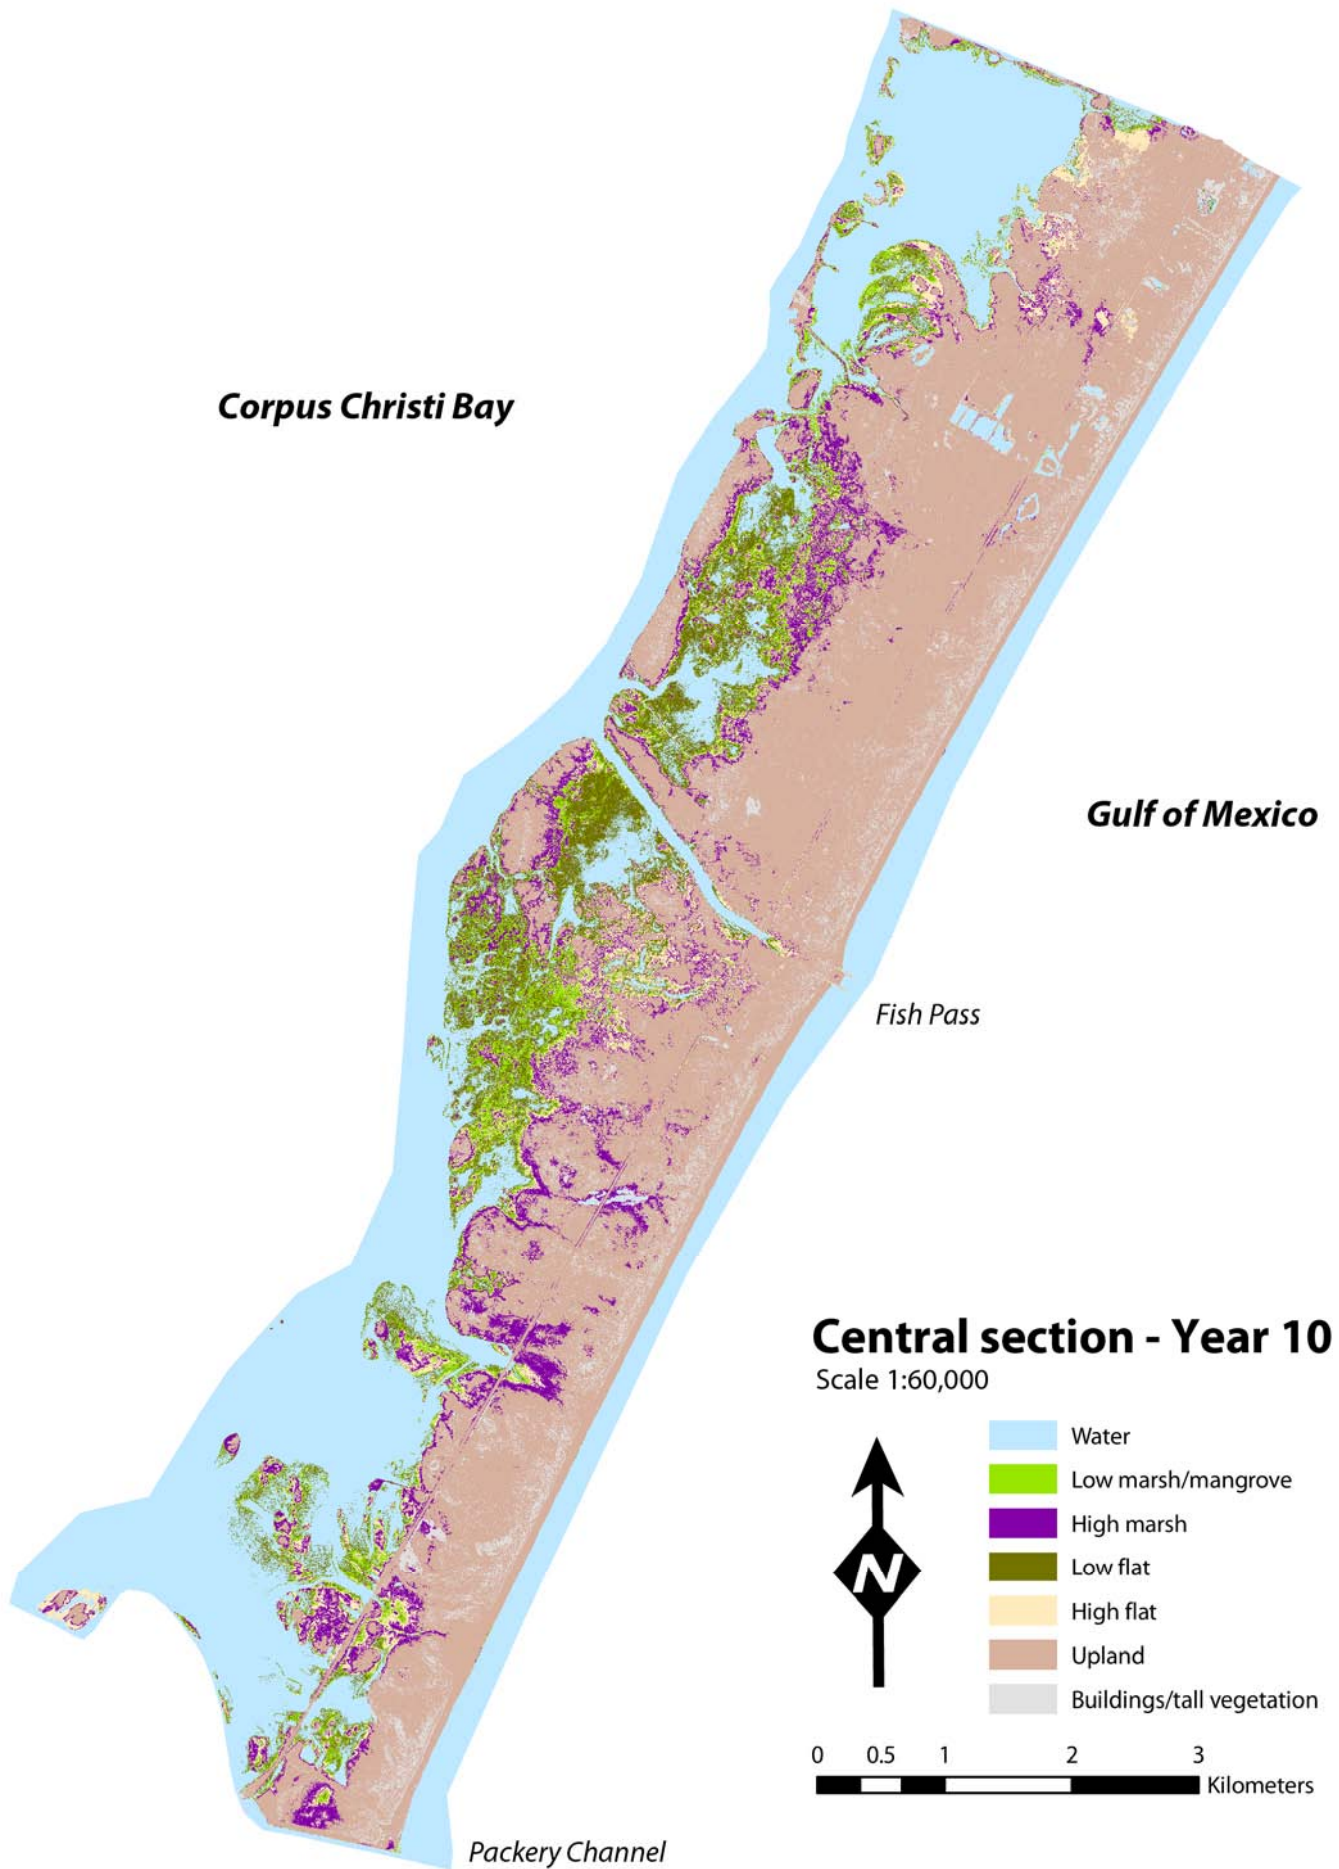 Corpus Christi Bay
Gulf of Mexico
Fish Pass
Central section - Year 10
Scale 1:60,000
N
Water
Low marsh/mangrove
High marsh
Low flat
High flat
Upland
Buildings/tall vegetation
0 0.5 1 2 3
Kilometers
Packery Channel